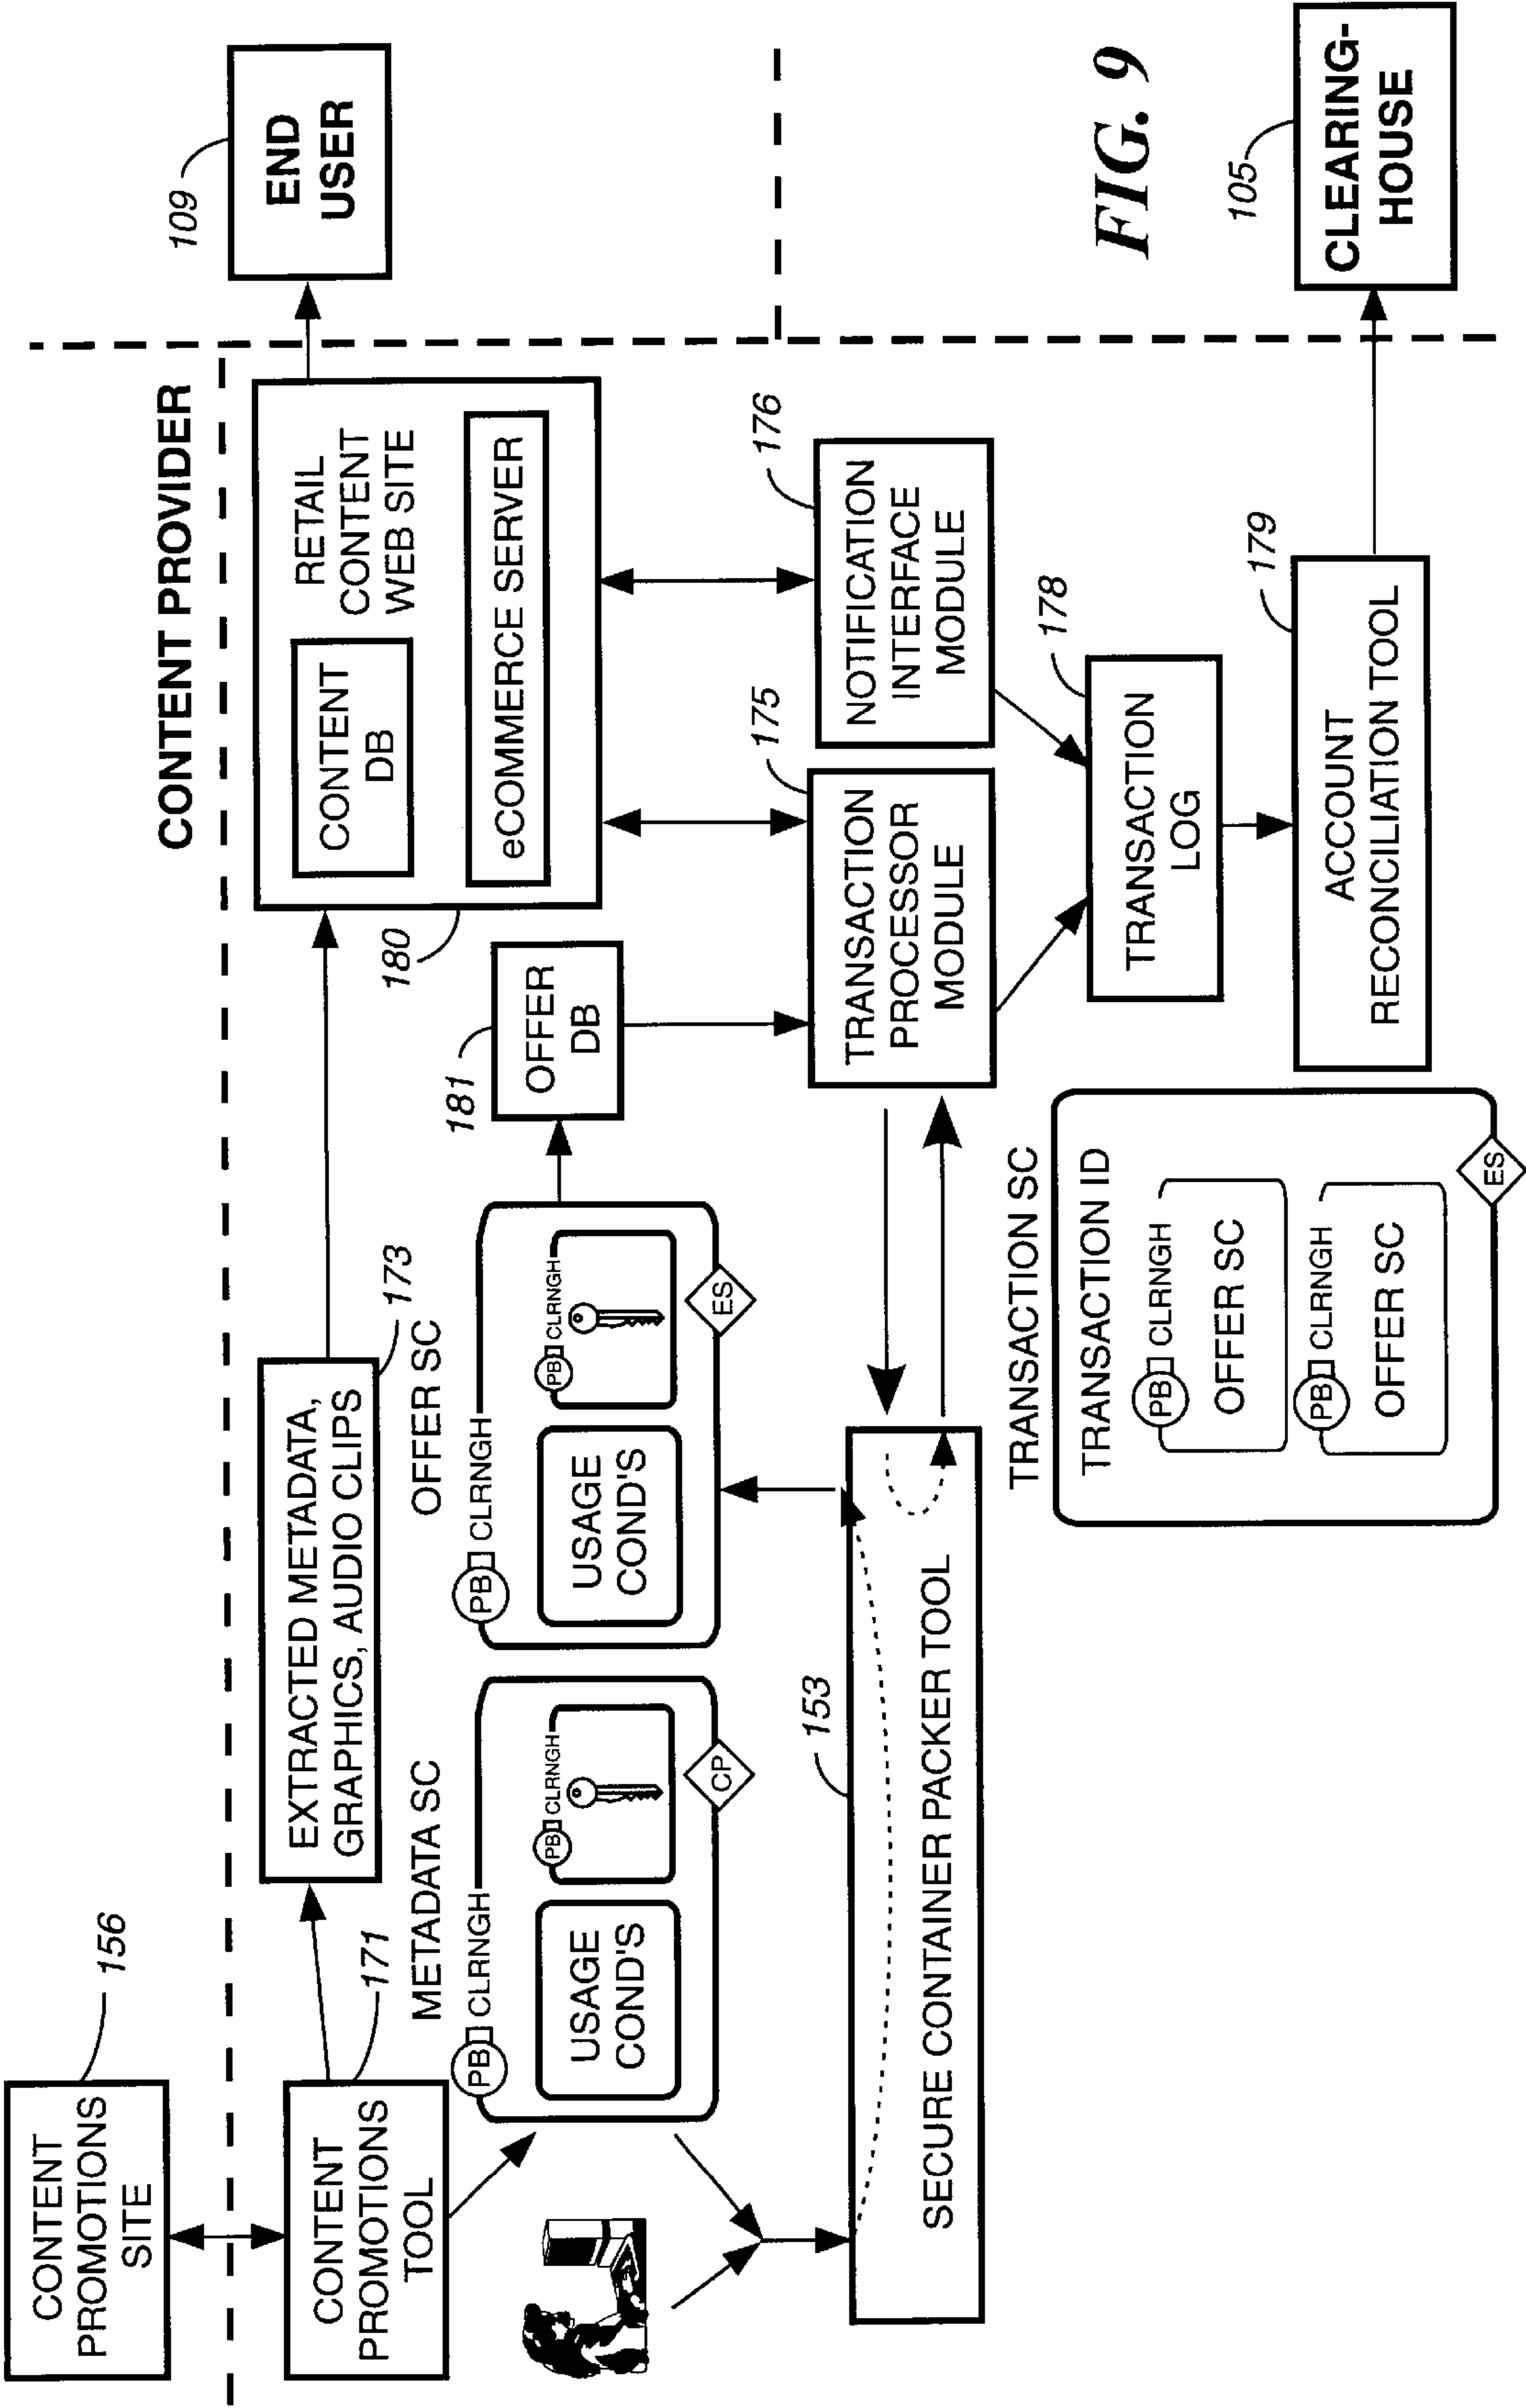 CONTENT
PROMOTIONS
SITE
156
CONTENT PROVIDER
CONTENT
PROMOTIONS
TOOL
171
EXTRACTED METADATA,
GRAPHICS, AUDIO CLIPS
173
RETAIL
CONTENT
WEB SITE
CONTENT
DB
eCOMMERCE SERVER
180
END
USER
109
METADATA SC
PB CLRNGH
USAGE
COND'S
PB CLRNGH
CP
OFFER SC
PB CLRNGH
USAGE
COND'S
PB CLRNGH
ES
181
OFFER
DB
153
SECURE CONTAINER PACKER TOOL
175
TRANSACTION
PROCESSOR
MODULE
176
NOTIFICATION
INTERFACE
MODULE
TRANSACTION SC
TRANSACTION ID
PB CLRNGH
OFFER SC
PB CLRNGH
OFFER SC
ES
178
TRANSACTION
LOG
179
ACCOUNT
RECONCILIATION TOOL
FIG. 9
105
CLEARING-
HOUSE